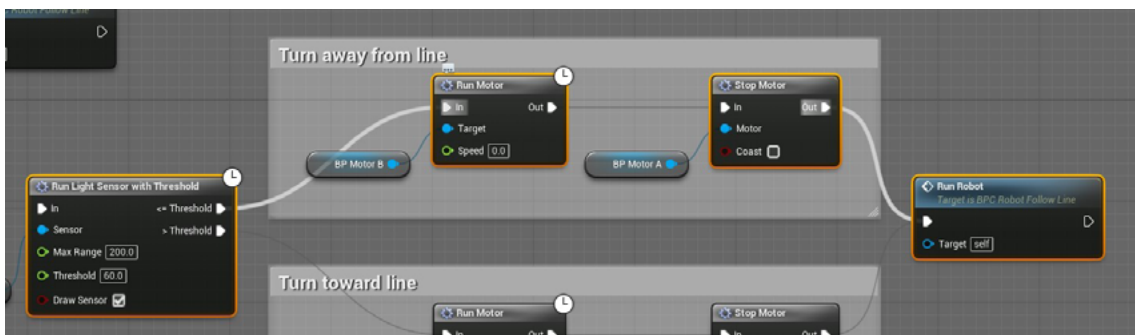 BPC Robot Follow Line
Turn away from line
Run Motor
In Out
Target
Speed 0.0
BP Motor B
Stop Motor
In Out
Motor
Coast
BP Motor A
Run Light Sensor with Threshold
In <= Threshold
Sensor > Threshold
Max Range 200.0
Threshold 60.0
Draw Sensor
Run Robot
Target is BPC Robot Follow Line
Target self
Turn toward line
Run Motor
In Out
Stop Motor
In Out